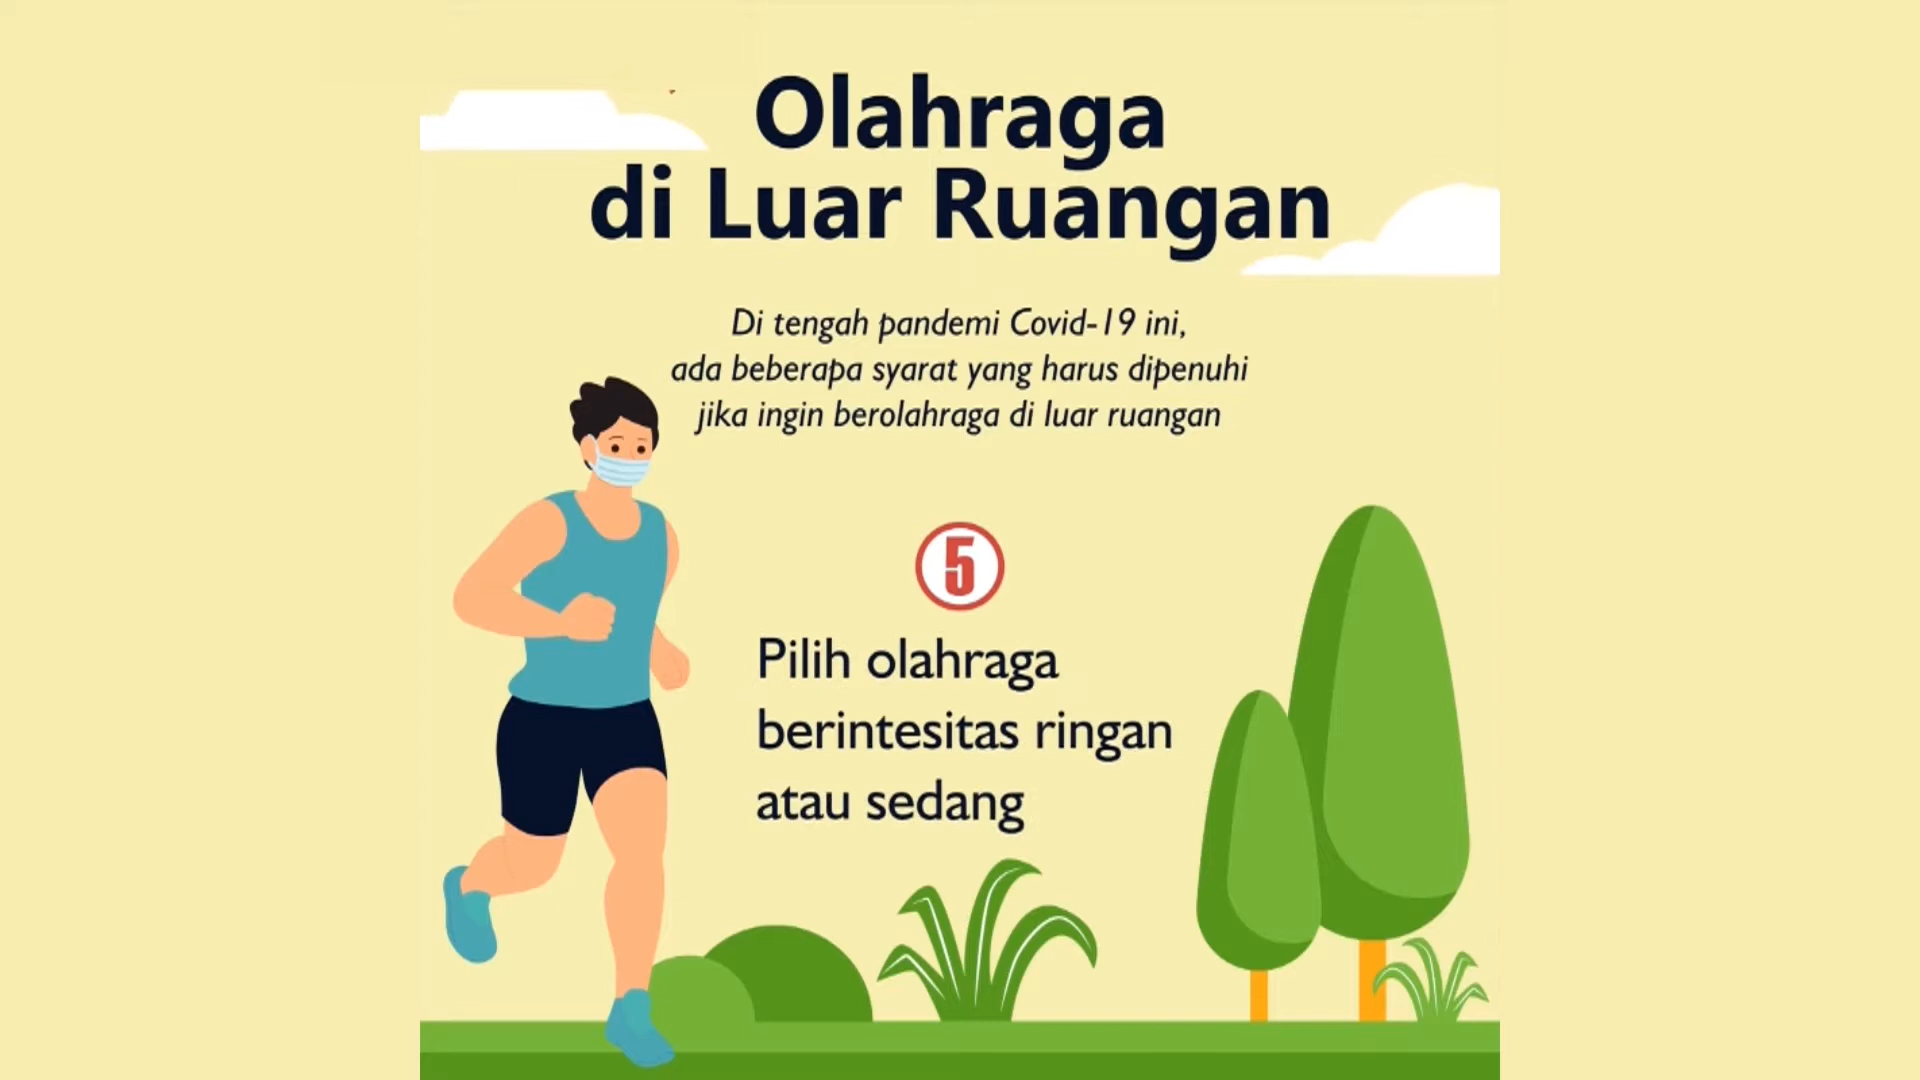 Olahraga
di Luar Ruangan
Di tengah pandemi Covid-19 ini,
ada beberapa syarat yang harus dipenuhi
jika ingin berolahraga di luar ruangan
5
Pilih olahraga
berintesitas ringan
atau sedang